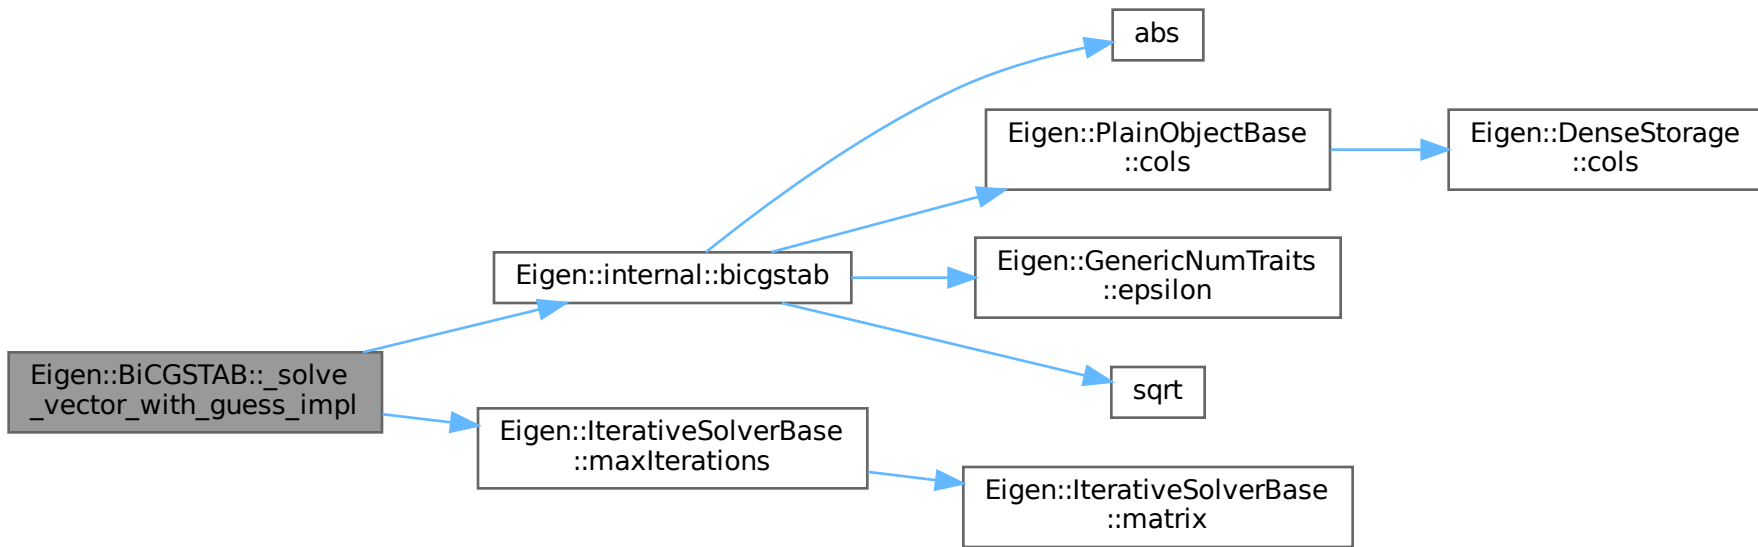 abs
Eigen::PlainObjectBase
::cols
Eigen::DenseStorage
::cols
Eigen::internal::bicgstab
Eigen::GenericNumTraits
::epsilon
Eigen::BiCGSTAB::_solve
_vector_with_guess_impl
sqrt
Eigen::IterativeSolverBase
::maxIterations
Eigen::IterativeSolverBase
::matrix